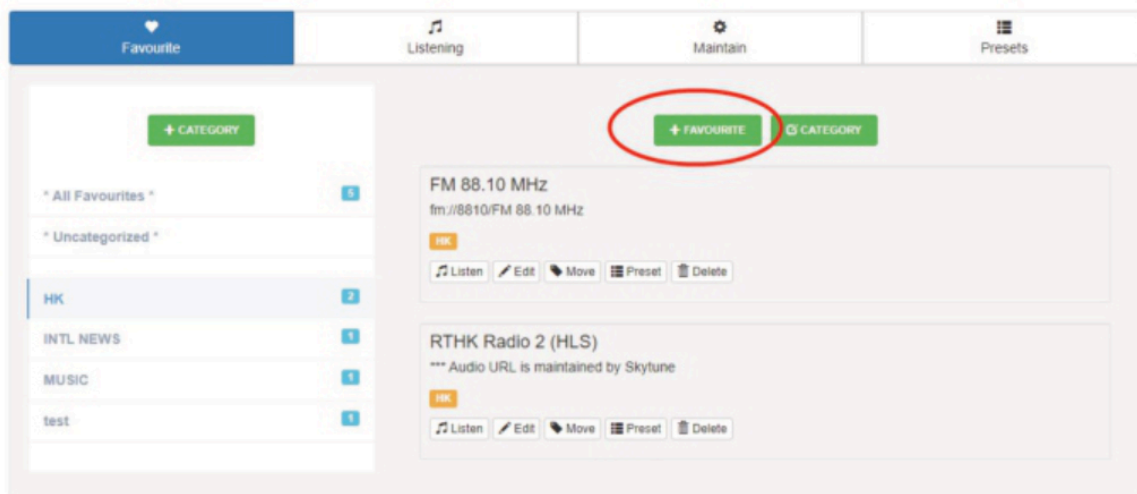 Favourite
Listening
Maintain
Presets
+ CATEGORY
* All Favourites * 5
* Uncategorized *
HK 2
INTL NEWS 1
MUSIC 1
test 1
+ FAVOURITE
CATEGORY
FM 88.10 MHz
fm://8810/FM 88.10 MHz
HK
Listen Edit Move Preset Delete
RTHK Radio 2 (HLS)
*** Audio URL is maintained by Skytune
HK
Listen Edit Move Preset Delete